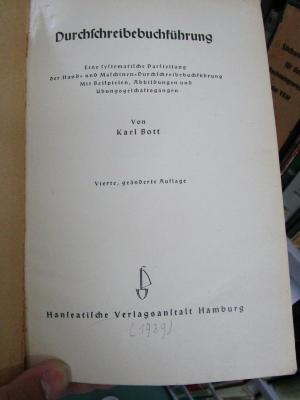 Durchschreibebuchführung
Eine systematische Darstellung
der Hand- und Maschinen-Durchschreibebuchführung
Mit Beispielen, Abbildungen und
Übungsgeschäftsgängen
Von
Karl Bott
Vierte, geänderte Auflage
Hanseatische Verlagsanstalt Hamburg
(1939)